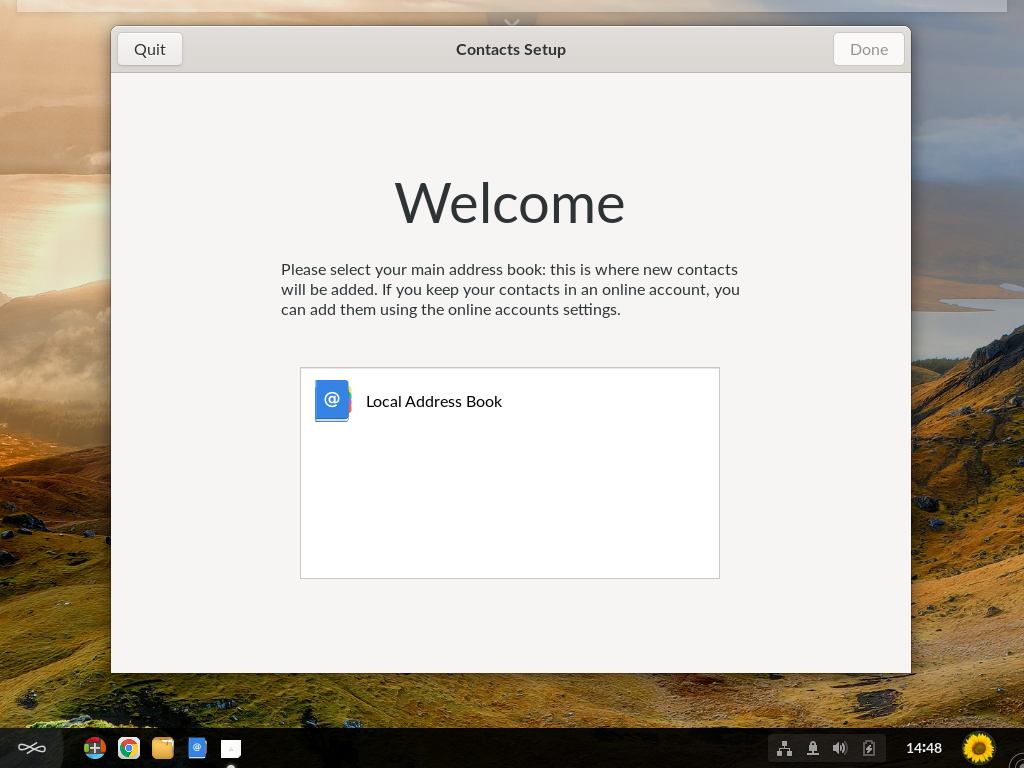 Quit
Contacts Setup
Done
Welcome
Please select your main address book: this is where new contacts
will be added. If you keep your contacts in an online account, you
can add them using the online accounts settings.
@ Local Address Book
@
14:48